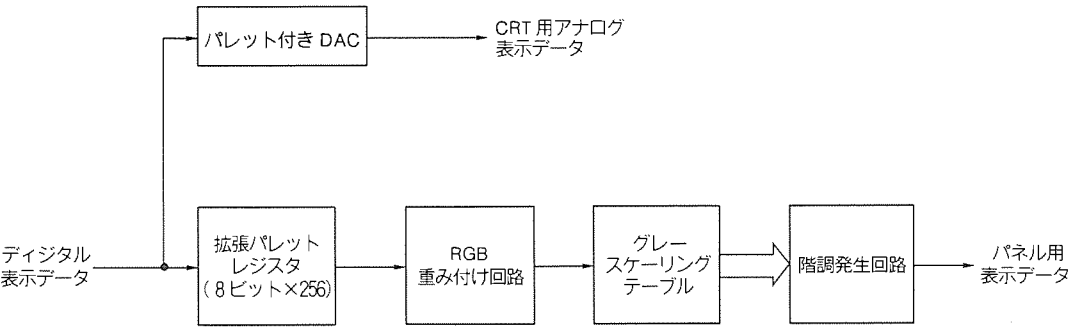 パレット付き DAC
CRT 用アナログ
表示データ
ディジタル
表示データ
拡張パレット
レジスタ
(8ビット×256)
RGB
重み付け回路
グレー
スケーリング
テーブル
階調発生回路
パネル用
表示データ